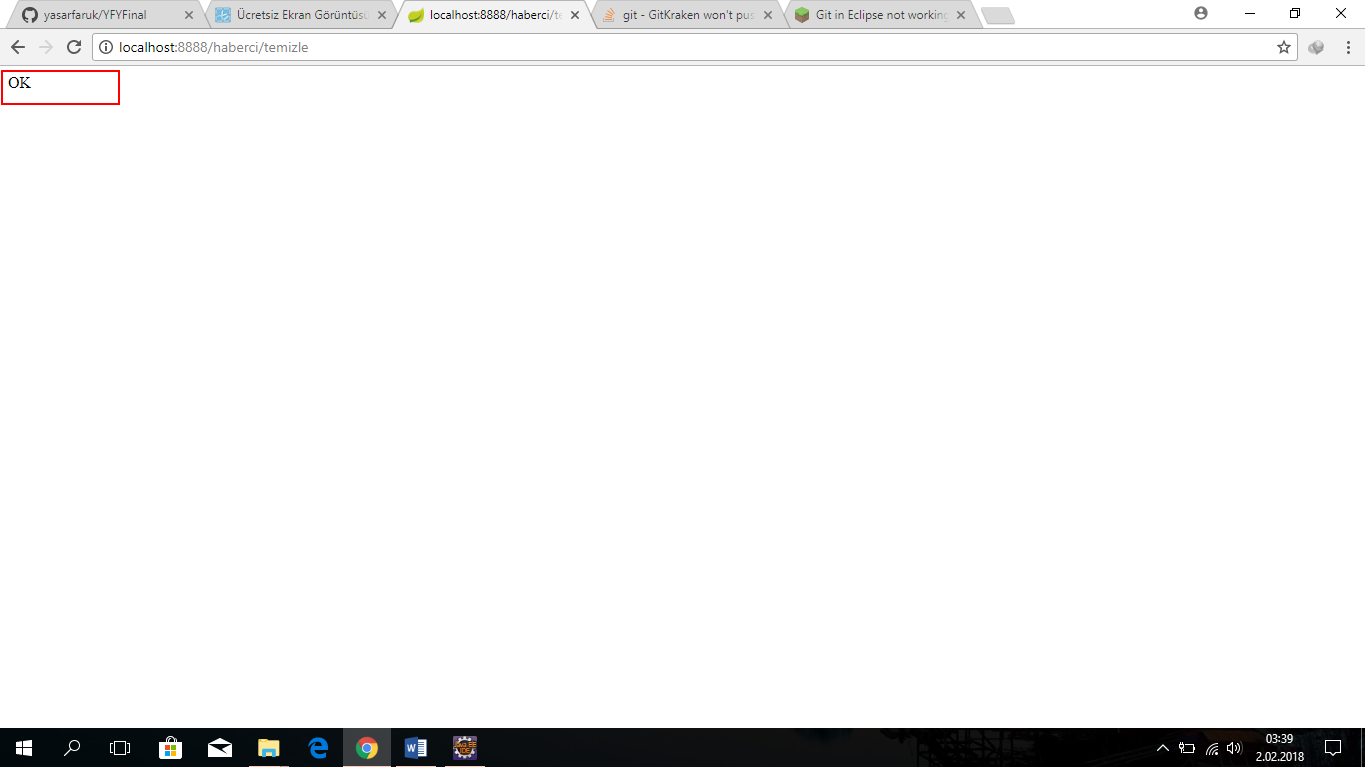 yasarfaruk/YFYFinal
Ücretsiz Ekran Görüntüsü
localhost:8888/haberci/te
git - GitKraken won't pus
Git in Eclipse not working
localhost:8888/haberci/temizle
OK
03:39
2.02.2018